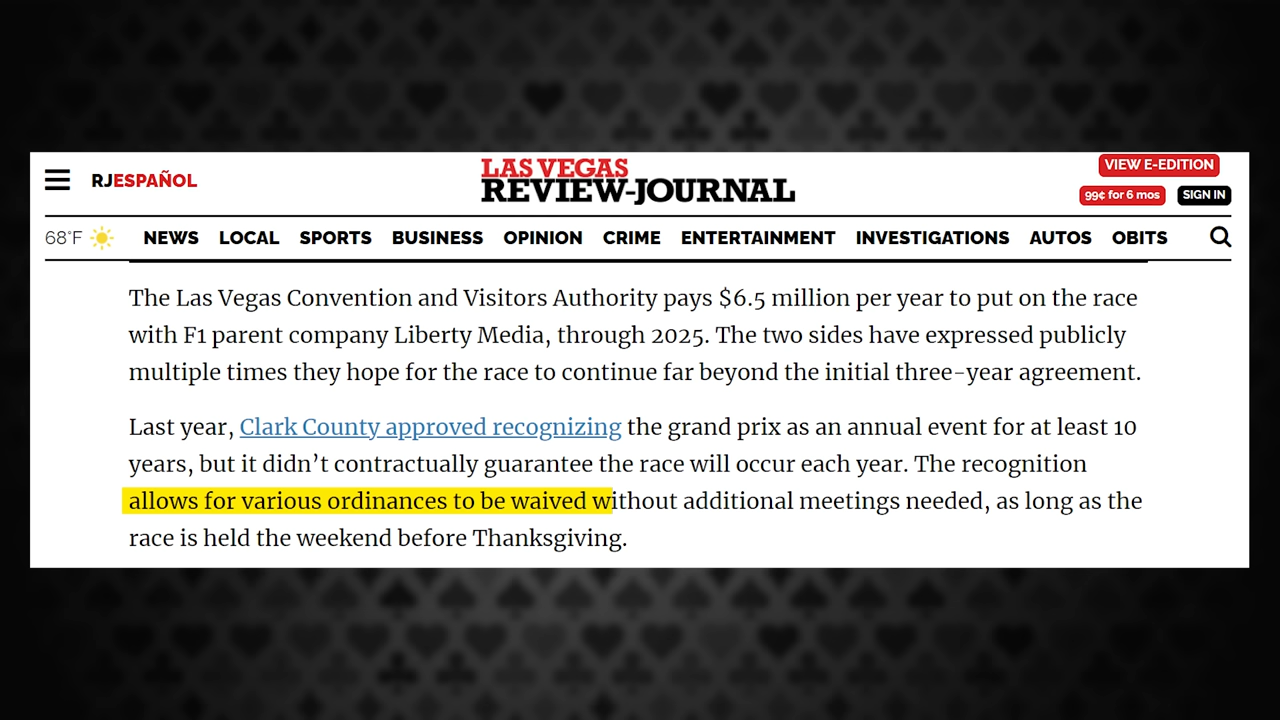 RJESPAÑOL
LAS VEGAS
REVIEW-JOURNAL
VIEW E-EDITION
99¢ for 6 mos
SIGN IN
68°F
NEWS LOCAL SPORTS BUSINESS OPINION CRIME ENTERTAINMENT INVESTIGATIONS AUTOS OBITS
The Las Vegas Convention and Visitors Authority pays $6.5 million per year to put on the race
with F1 parent company Liberty Media, through 2025. The two sides have expressed publicly
multiple times they hope for the race to continue far beyond the initial three-year agreement.
Last year, Clark County approved recognizing the grand prix as an annual event for at least 10
years, but it didn’t contractually guarantee the race will occur each year. The recognition
allows for various ordinances to be waived without additional meetings needed, as long as the
race is held the weekend before Thanksgiving.